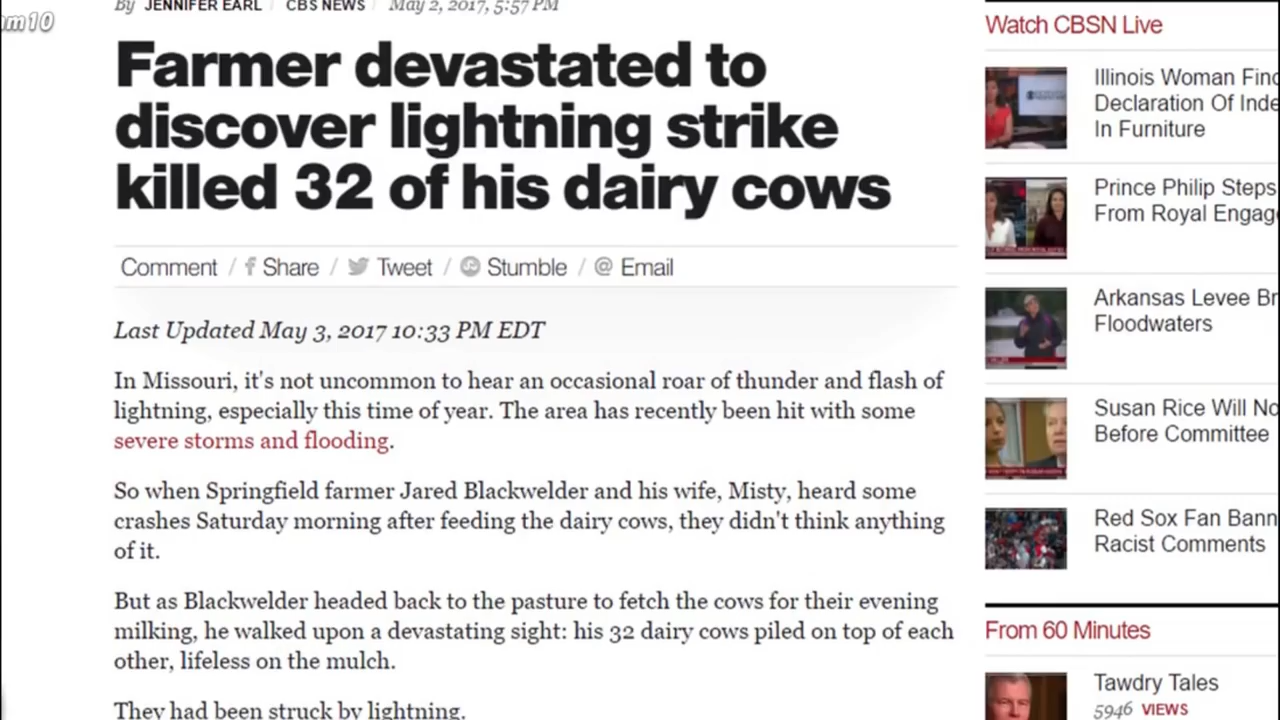 am10
By JENNIFER EARL / CBS NEWS / May 2, 2017, 5:57 PM
Farmer devastated to
discover lightning strike
killed 32 of his dairy cows
Comment / Share / Tweet / Stumble / @ Email
Last Updated May 3, 2017 10:33 PM EDT
In Missouri, it's not uncommon to hear an occasional roar of thunder and flash of
lightning, especially this time of year. The area has recently been hit with some
severe storms and flooding.
So when Springfield farmer Jared Blackwelder and his wife, Misty, heard some
crashes Saturday morning after feeding the dairy cows, they didn't think anything
of it.
But as Blackwelder headed back to the pasture to fetch the cows for their evening
milking, he walked upon a devastating sight: his 32 dairy cows piled on top of each
other, lifeless on the mulch.
They had been struck by lightning.
Watch CBSN Live
Illinois Woman Find
Declaration Of Inde
In Furniture
Prince Philip Steps
From Royal Engage
Arkansas Levee Br
Floodwaters
Susan Rice Will No
Before Committee
Red Sox Fan Bann
Racist Comments
From 60 Minutes
Tawdry Tales
5946 VIEWS